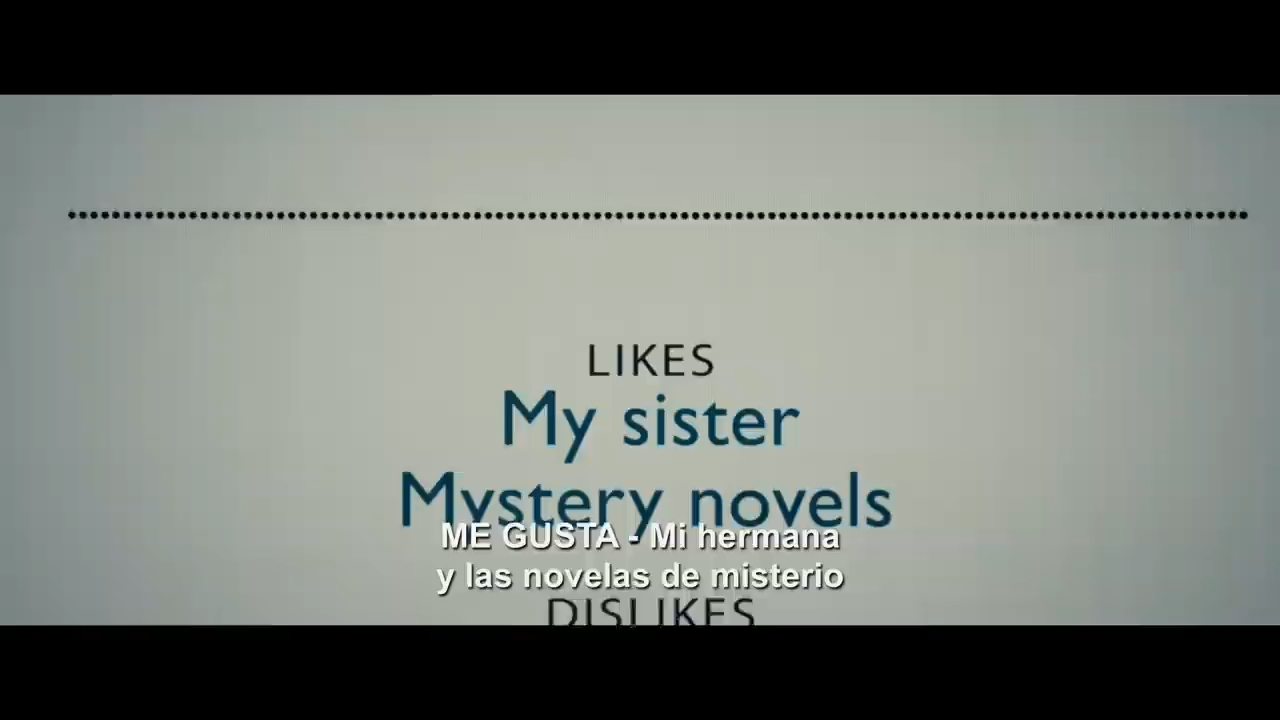 LIKES
My sister
Mystery novels
ME GUSTA - Mi hermana
y las novelas de misterio
DISLIKES